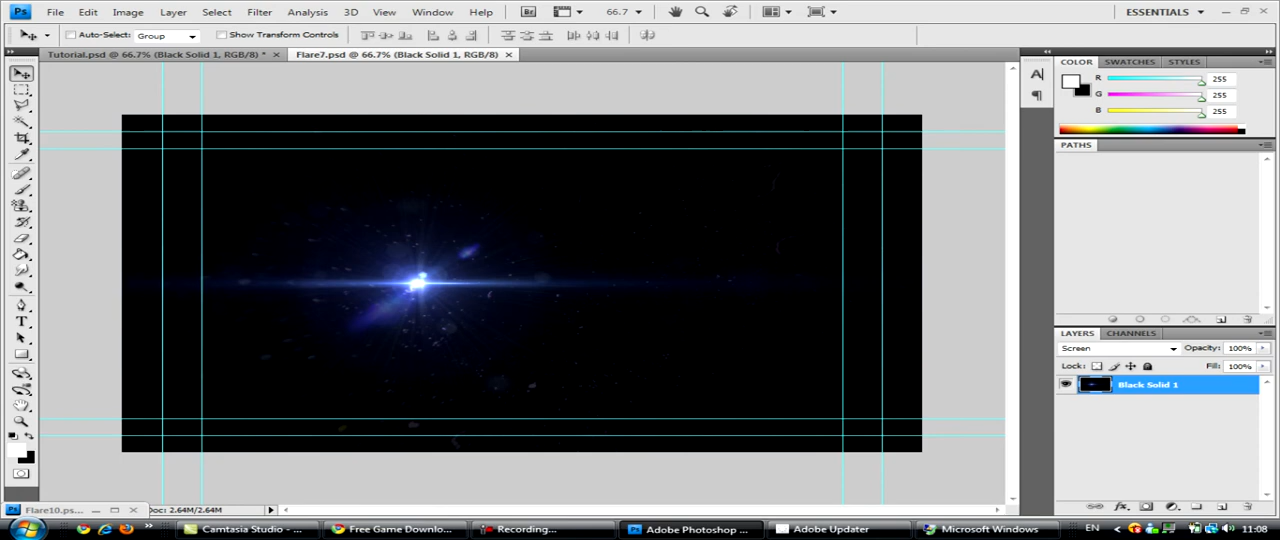 Ps File Edit Image Layer Select Filter Analysis 3D View Window Help Br 66.7 ESSENTIALS
Auto-Select: Group Show Transform Controls
Tutorial.psd @ 66.7% (Black Solid 1, RGB/8) * × Flare7.psd @ 66.7% (Black Solid 1, RGB/8) ×
COLOR SWATCHES STYLES
R 255
G 255
B 255
PATHS
LAYERS CHANNELS
Screen Opacity: 100%
Lock: Fill: 100%
Black Solid 1
Flare10.ps... Doc: 2.64M/2.64M
Camtasia Studio - ... Free Game Downlo... Recording... Adobe Photoshop ... Adobe Updater Microsoft Windows EN 11:08